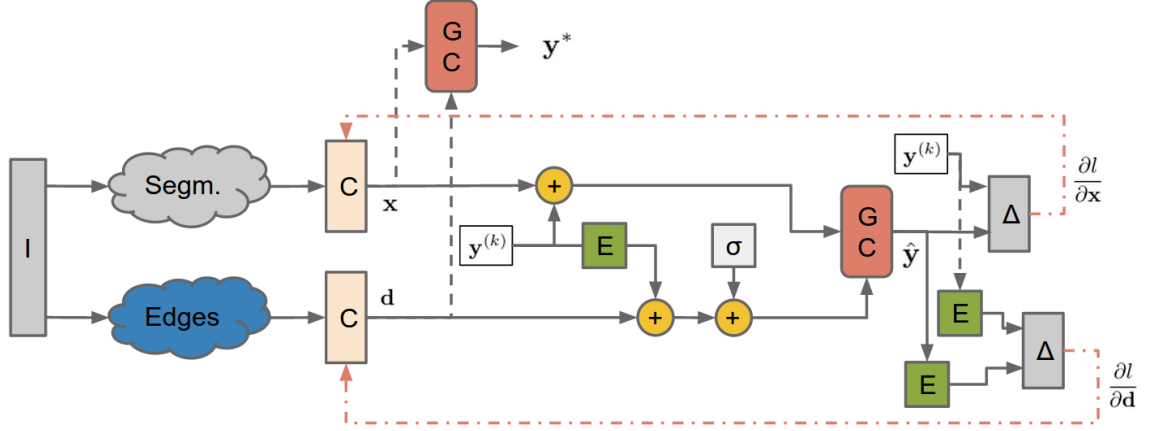 G
C
y*
I
Segm.
C
x
+
y^(k)
E
σ
G
C
ŷ
y^(k)
Δ
∂l
∂x
Edges
d
C
+
+
E
E
Δ
∂l
∂d